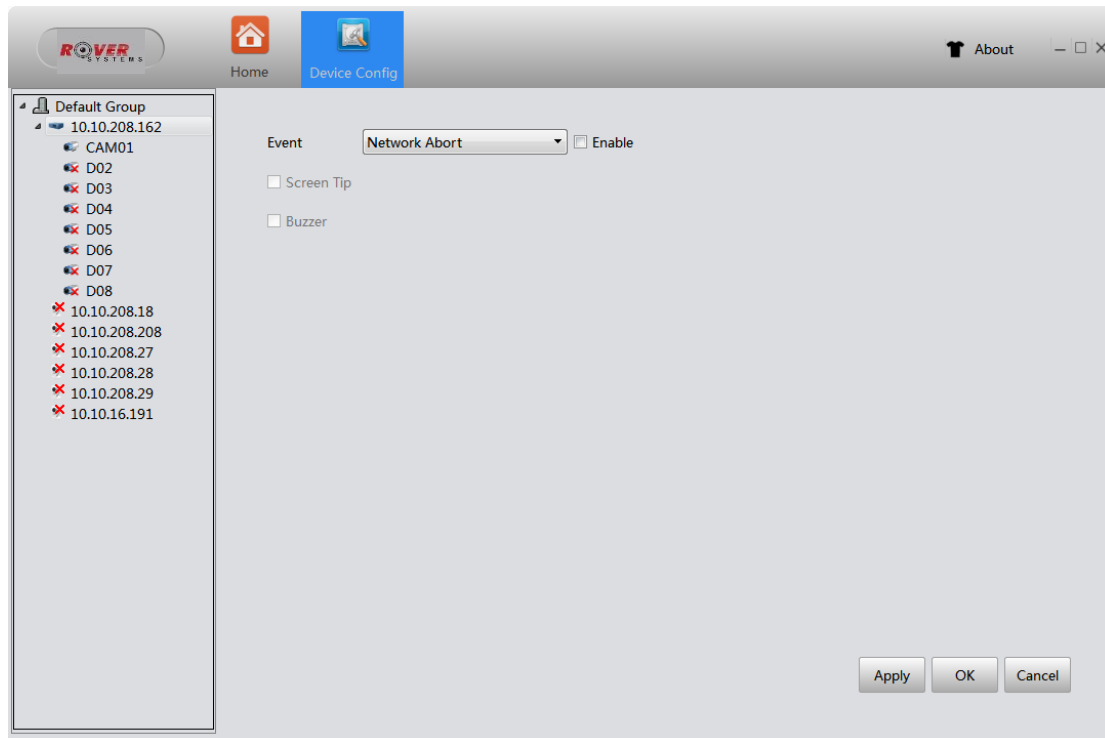 ROVER
SYSTEMS
Home
Device Config
About
Default Group
10.10.208.162
CAM01
D02
D03
D04
D05
D06
D07
D08
10.10.208.18
10.10.208.208
10.10.208.27
10.10.208.28
10.10.208.29
10.10.16.191
Event Network Abort Enable
Screen Tip
Buzzer
Apply OK Cancel